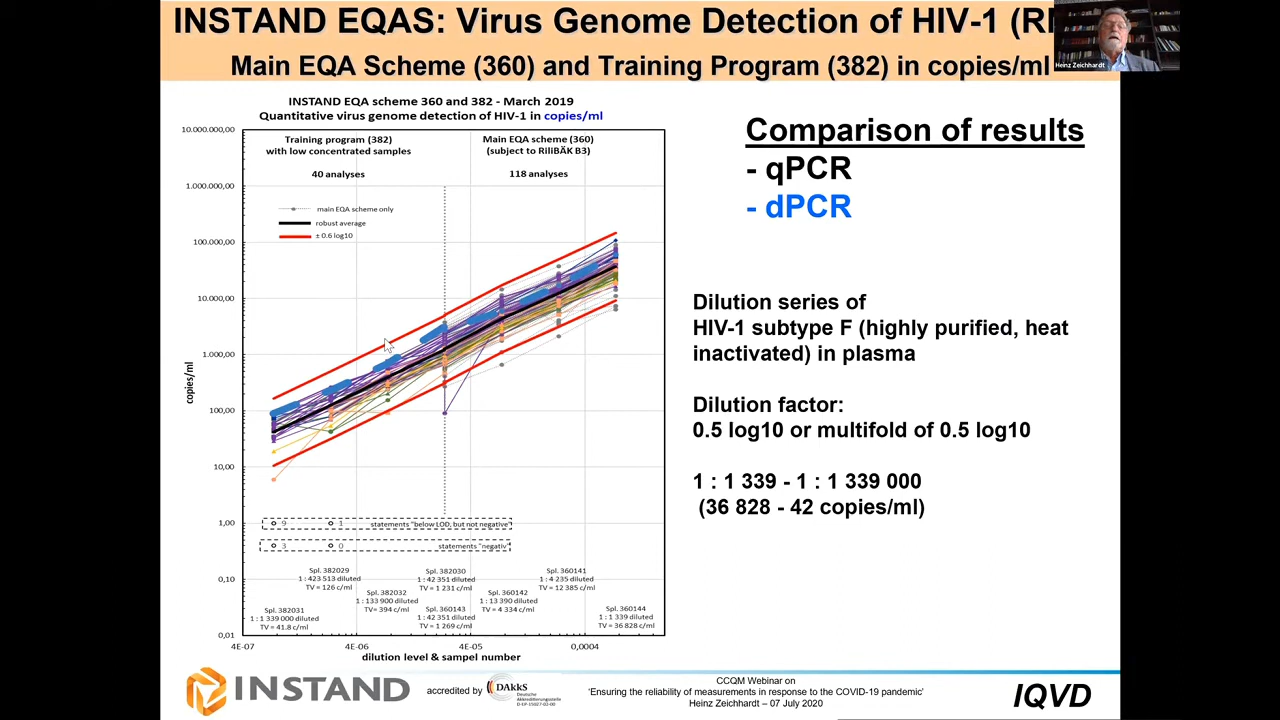 INSTAND EQAS: Virus Genome Detection of HIV-1 (R
Main EQA Scheme (360) and Training Program (382) in copies/ml
Heinz Zeichhardt
INSTAND EQA scheme 360 and 382 - March 2019
Quantitative virus genome detection of HIV-1 in copies/ml
10.000.000,00
1.000.000,00
100.000,00
10.000,00
1.000,00
100,00
10,00
1,00
0,10
0,01
copies/ml
Training program (382)
with low concentrated samples
40 analyses
Main EQA scheme (360)
(subject to RiliBÄK B3)
118 analyses
main EQA scheme only
robust average
± 0.6 log10
9 1 statements "below LOD, but not negative"
3 0 statements "negative"
Spl. 382031
1 : 1 339 000 diluted
TV = 41.8 c/ml
Spl. 382029
1 : 423 513 diluted
TV = 126 c/ml
Spl. 382032
1 : 133 900 diluted
TV= 394 c/ml
Spl. 382030
1 : 42 351 diluted
TV = 1 231 c/ml
Spl. 360143
1 : 42 351 diluted
TV = 1 269 c/ml
Spl. 360142
1 : 13 390 diluted
TV = 4 334 c/ml
Spl. 360141
1 : 4 235 diluted
TV = 12 385 c/ml
Spl. 360144
1 : 1 339 diluted
TV = 36 828 c/ml
4E-07 4E-06 4E-05 0,0004
dilution level & sampel number
Comparison of results
- qPCR
- dPCR
Dilution series of
HIV-1 subtype F (highly purified, heat
inactivated) in plasma
Dilution factor:
0.5 log10 or multifold of 0.5 log10
1 : 1 339 - 1 : 1 339 000
(36 828 - 42 copies/ml)
INSTAND
accredited by
DAkkS
Deutsche
Akkreditierungsstelle
D-EP-15027-02-00
CCQM Webinar on
'Ensuring the reliability of measurements in response to the COVID-19 pandemic'
Heinz Zeichhardt – 07 July 2020
IQVD